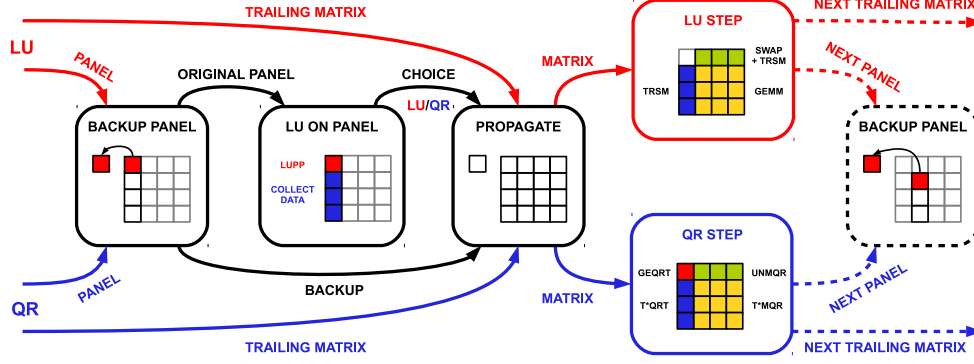 TRAILING MATRIX
LU
PANEL
ORIGINAL PANEL
CHOICE
LU/QR
MATRIX
BACKUP PANEL
LU ON PANEL
LUPP
COLLECT
DATA
PROPAGATE
LU STEP
SWAP
+ TRSM
TRSM
GEMM
NEXT TRAILING MATRIX
NEXT PANEL
BACKUP PANEL
QR STEP
GEQRT
UNMQR
T*QRT
T*MQR
BACKUP
MATRIX
PANEL
QR
TRAILING MATRIX
NEXT PANEL
NEXT TRAILING MATRIX